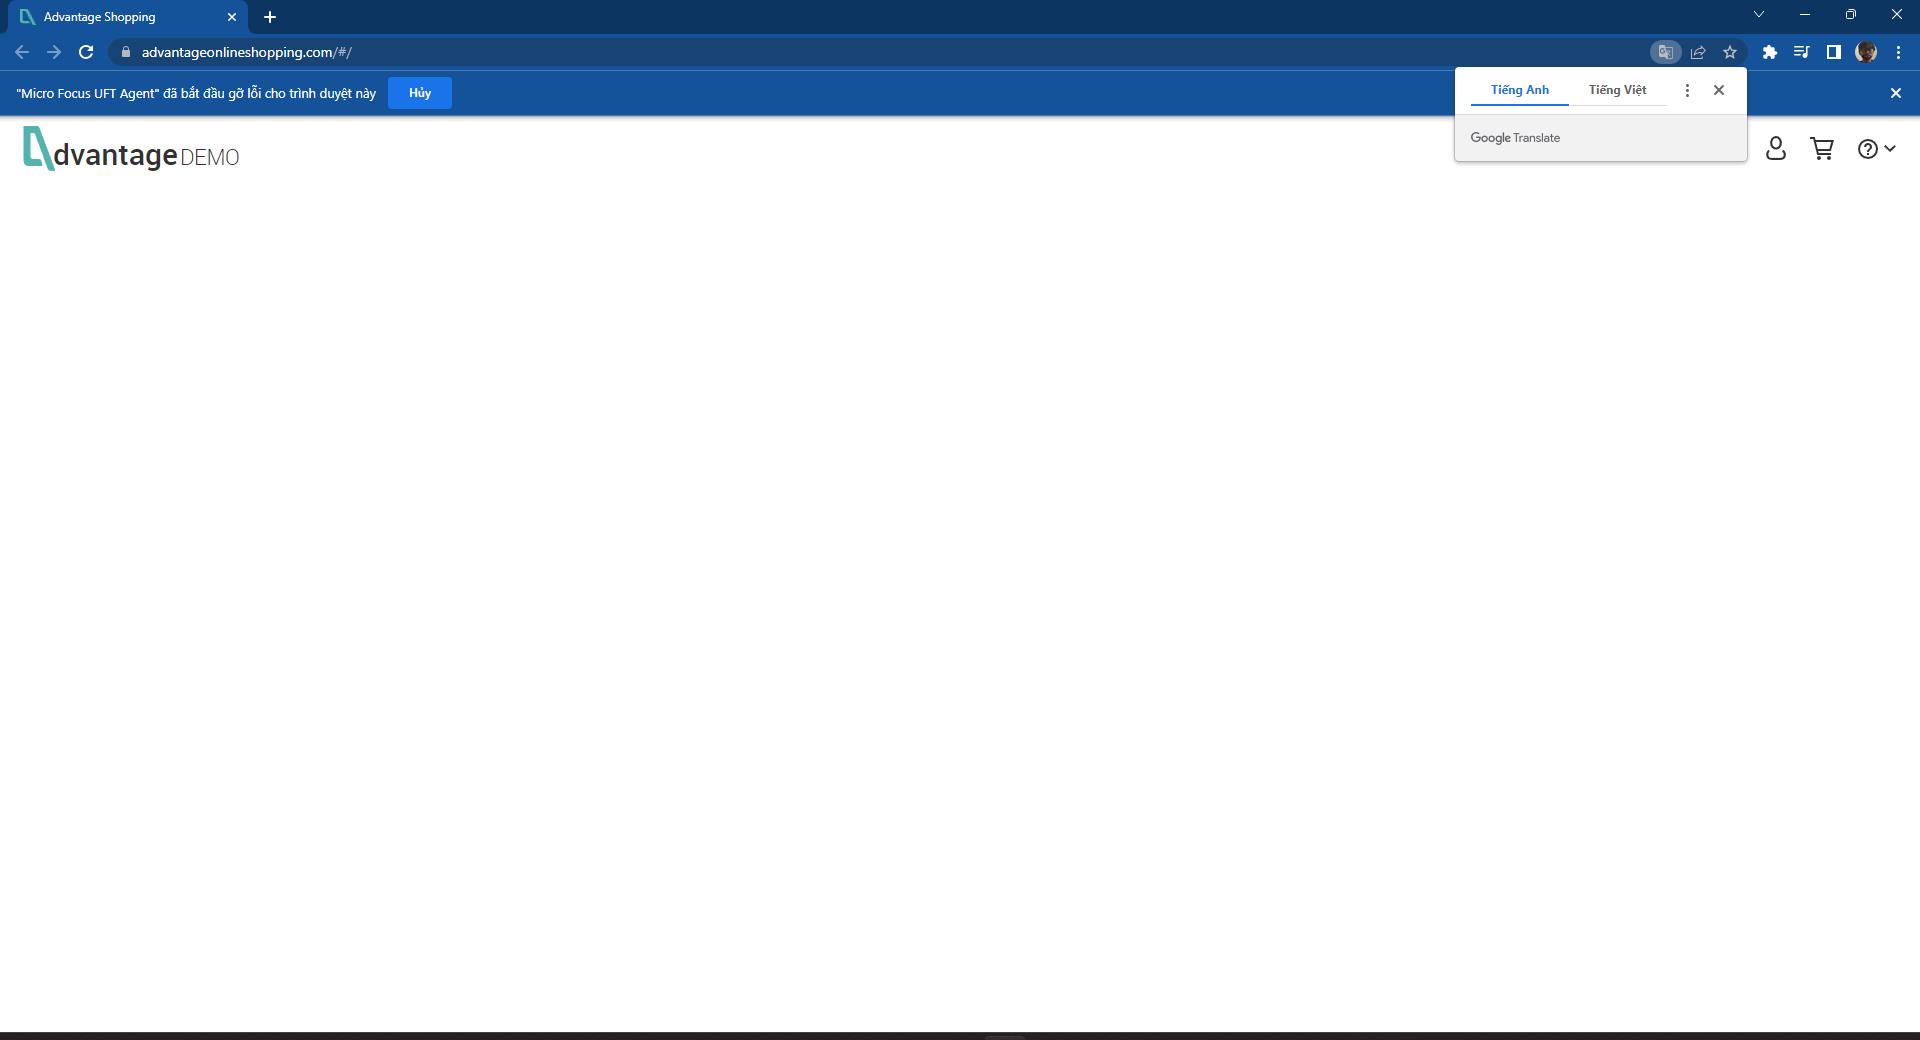 Advantage Shopping
advantageonlineshopping.com/#/
"Micro Focus UFT Agent" đã bắt đầu gỡ lỗi cho trình duyệt này
Hủy
Tiếng Anh
Tiếng Việt
Google Translate
dvantage DEMO